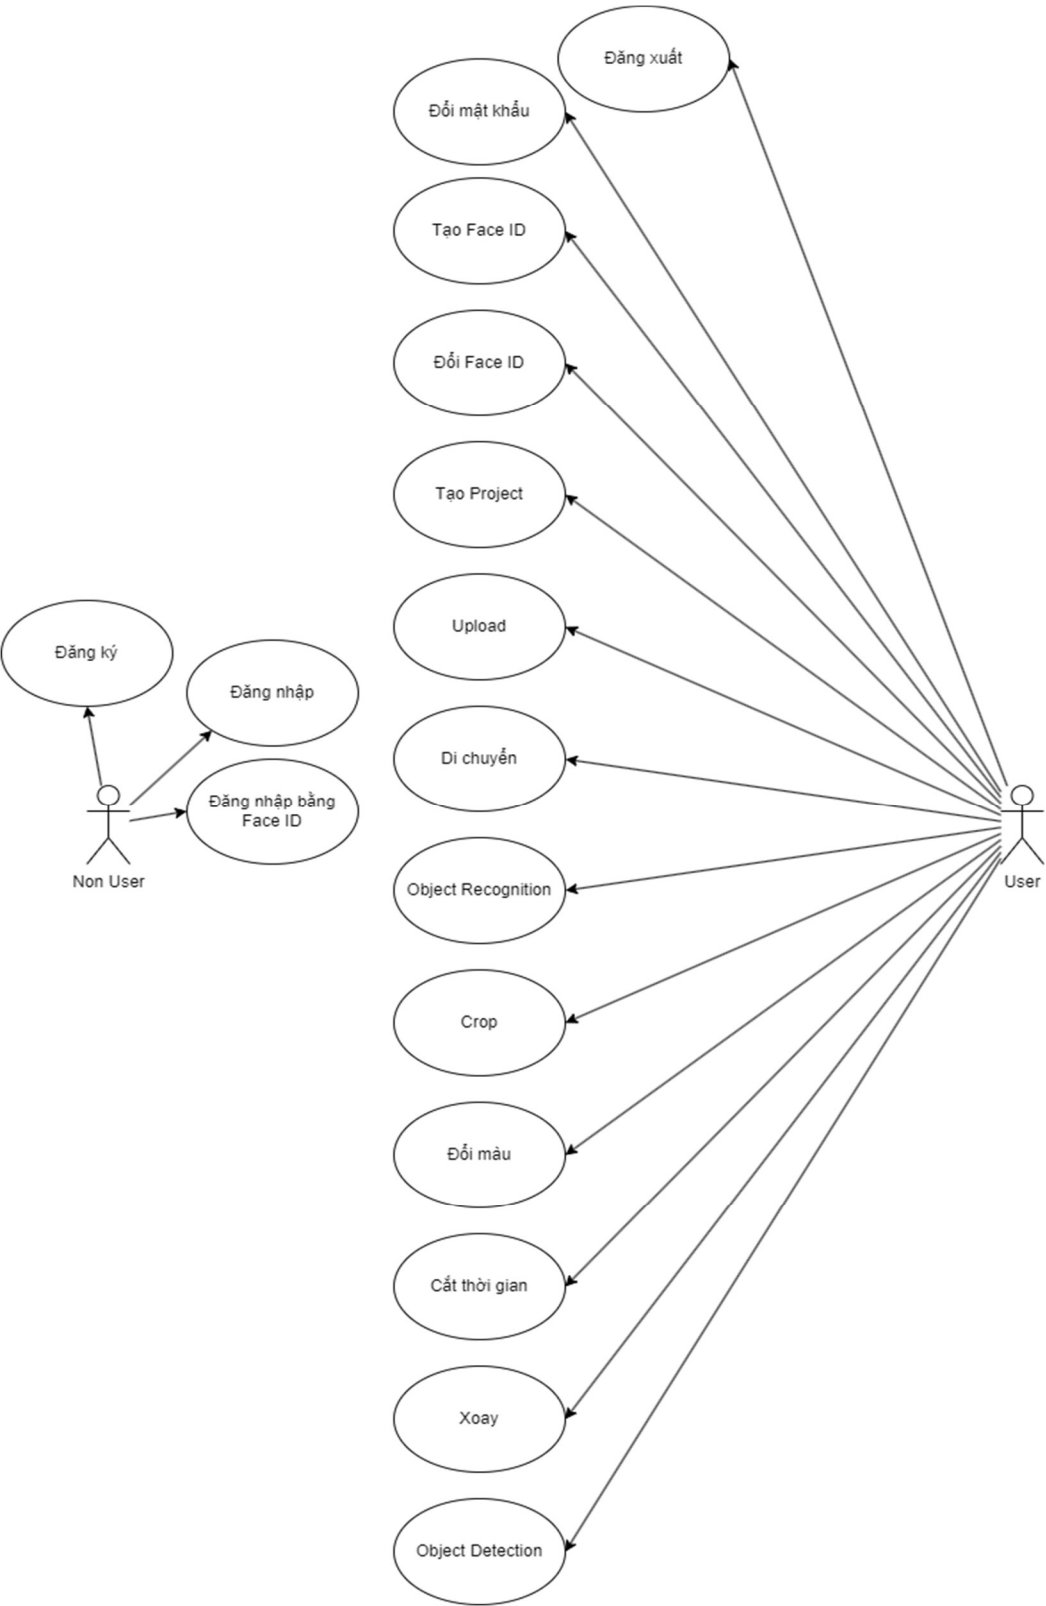 Đăng xuất
Đổi mật khẩu
Tạo Face ID
Đổi Face ID
Tạo Project
Upload
Đăng ký
Đăng nhập
Di chuyển
Đăng nhập bằng
Face ID
Non User
User
Object Recognition
Crop
Đổi màu
Cắt thời gian
Xoay
Object Detection